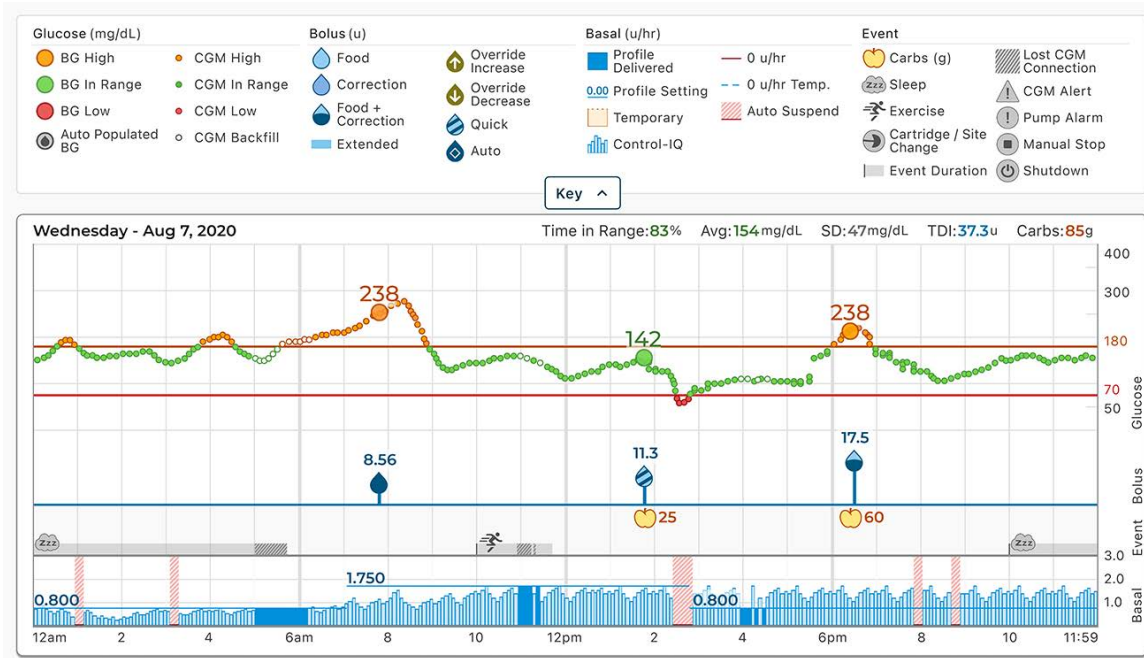 Glucose (mg/dL)
BG High
BG In Range
BG Low
Auto Populated
BG
CGM High
CGM In Range
CGM Low
CGM Backfill
Bolus (u)
Food
Correction
Food +
Correction
Extended
Override
Increase
Override
Decrease
Quick
Auto
Basal (u/hr)
Profile
Delivered
0.00 Profile Setting
Temporary
Control-IQ
0 u/hr
0 u/hr Temp.
Auto Suspend
Event
Carbs (g)
Zzz Sleep
Exercise
Cartridge / Site
Change
Event Duration
Lost CGM
Connection
! CGM Alert
! Pump Alarm
Manual Stop
Shutdown
Key
Wednesday - Aug 7, 2020
Time in Range:83% Avg:154mg/dL SD:47mg/dL TDI:37.3u Carbs:85g
400
300
180
70
50
Glucose
238
142
238
8.56
11.3
17.5
Bolus
25
60
Event
Zzz
Zzz
3.0
2.0
1.0
Basal
0.800
1.750
0.800
12am 2 4 6am 8 10 12pm 2 4 6pm 8 10 11:59